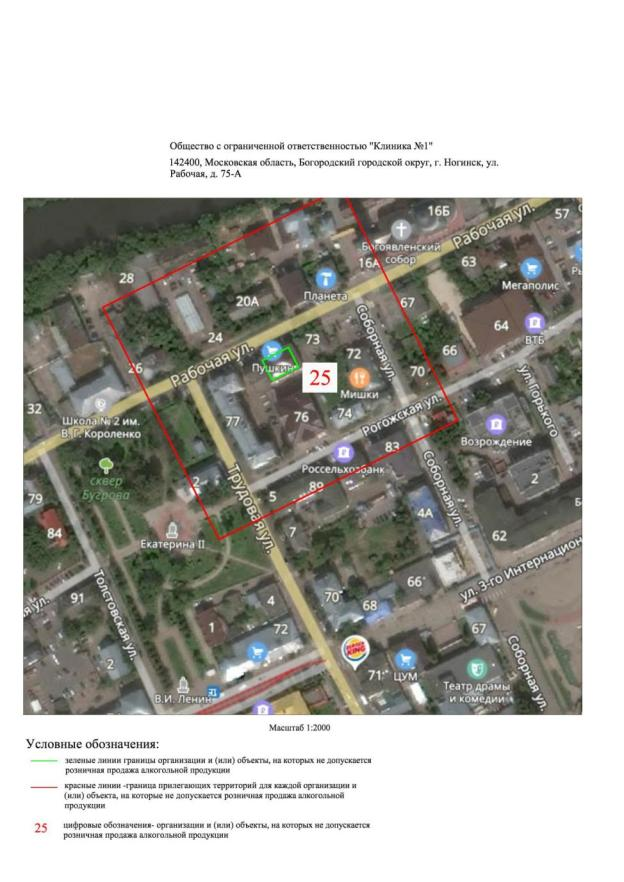 Общество с ограниченной ответственностью "Клиника №1"
142400, Московская область, Богородский городской округ, г. Ногинск, ул.
Рабочая, д. 75-А
16Б
Рабочая ул.
57
Богоявленский
собор
16А
63
28
Мегаполис
Планета
20А
67
64
ВТБ
24
73
Соборная ул.
66
Рабочая ул.
Пушкин
72
25
70
26
Мишки
ул. Горького
32
Школа № 2 им.
В. Г. Короленко
77
76
74
Рогожская ул.
Возрождение
83
сквер
Бугрова
Россельхозбанк
2
89
79
5
Соборная ул.
2
84
Трудовая ул.
4А
Екатерина II
7
62
ул. 3-го Интернацион
91
Толстовская ул.
70
66
4
68
1
72
67
2
BURGER
KING
71
ЦУМ
Соборная ул.
Театр драмы
и комедии
В.И. Ленин
Масштаб 1:2000
Условные обозначения:
зеленые линии границы организации и (или) объекты, на которых не допускается
розничная продажа алкогольной продукции
красные линии -граница прилегающих территорий для каждой организации и
(или) объекта, на которые не допускается розничная продажа алкогольной
продукции
25
цифровые обозначения- организации и (или) объекты, на которых не допускается
розничная продажа алкогольной продукции